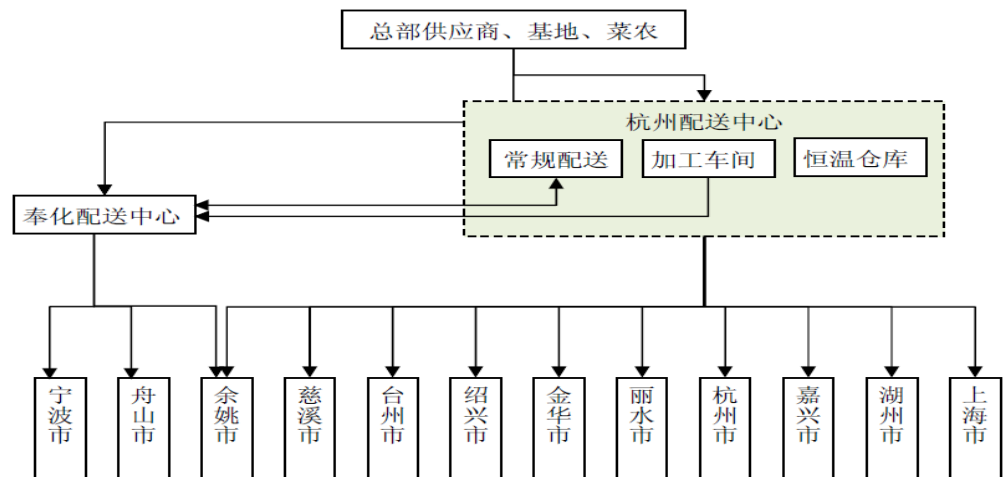 总部供应商、基地、菜农
杭州配送中心
常规配送
加工车间
恒温仓库
奉化配送中心
宁波市
舟山市
余姚市
慈溪市
台州市
绍兴市
金华市
丽水市
杭州市
嘉兴市
湖州市
上海市